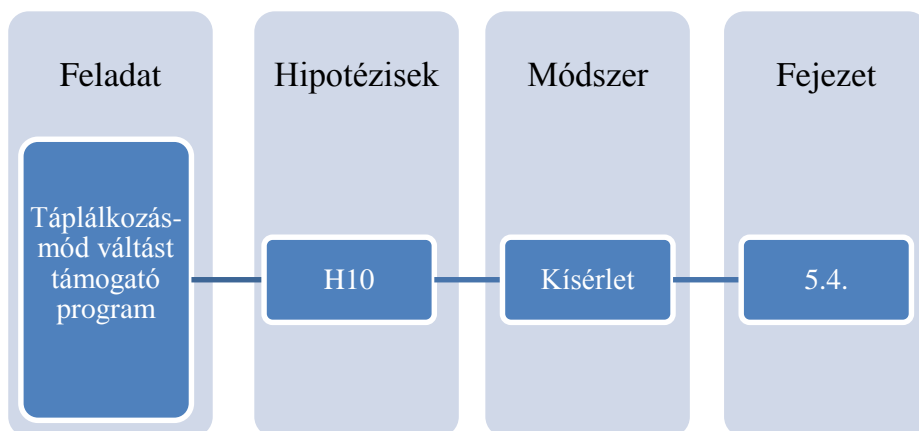 Feladat
Hipotézisek
Módszer
Fejezet
Táplálkozás-
mód váltást
támogató
program
H10
Kísérlet
5.4.